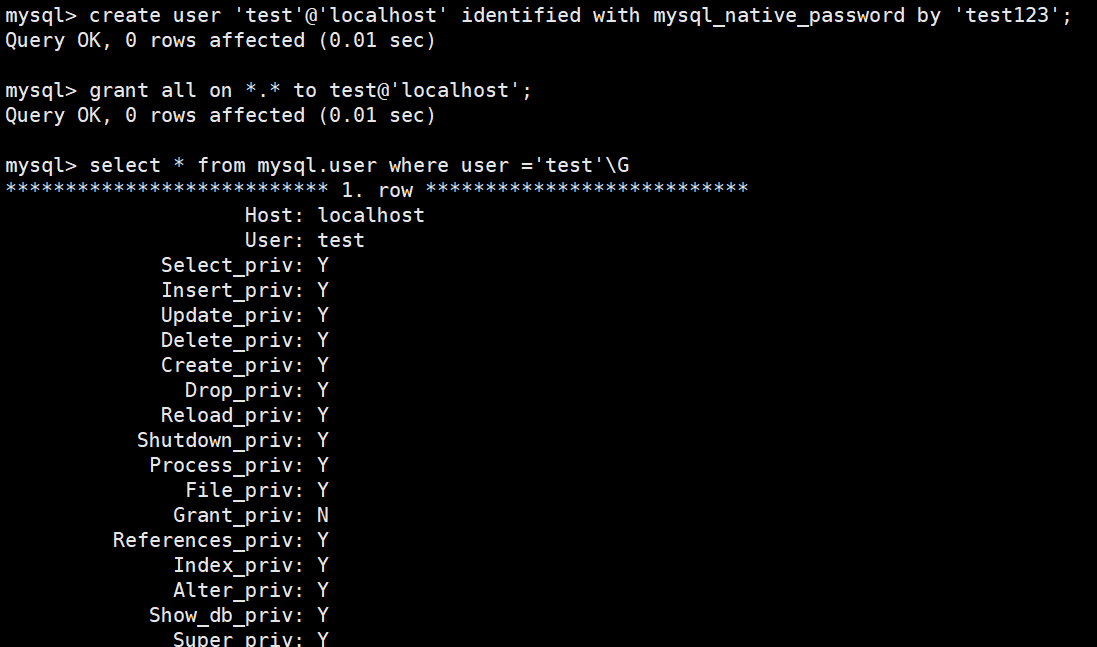 mysql> create user 'test'@'localhost' identified with mysql_native_password by 'test123';
Query OK, 0 rows affected (0.01 sec)
mysql> grant all on *.* to test@'localhost';
Query OK, 0 rows affected (0.01 sec)
mysql> select * from mysql.user where user ='test'\G
*************************** 1. row ***************************
Host: localhost
User: test
Select_priv: Y
Insert_priv: Y
Update_priv: Y
Delete_priv: Y
Create_priv: Y
Drop_priv: Y
Reload_priv: Y
Shutdown_priv: Y
Process_priv: Y
File_priv: Y
Grant_priv: N
References_priv: Y
Index_priv: Y
Alter_priv: Y
Show_db_priv: Y
Super_priv: Y